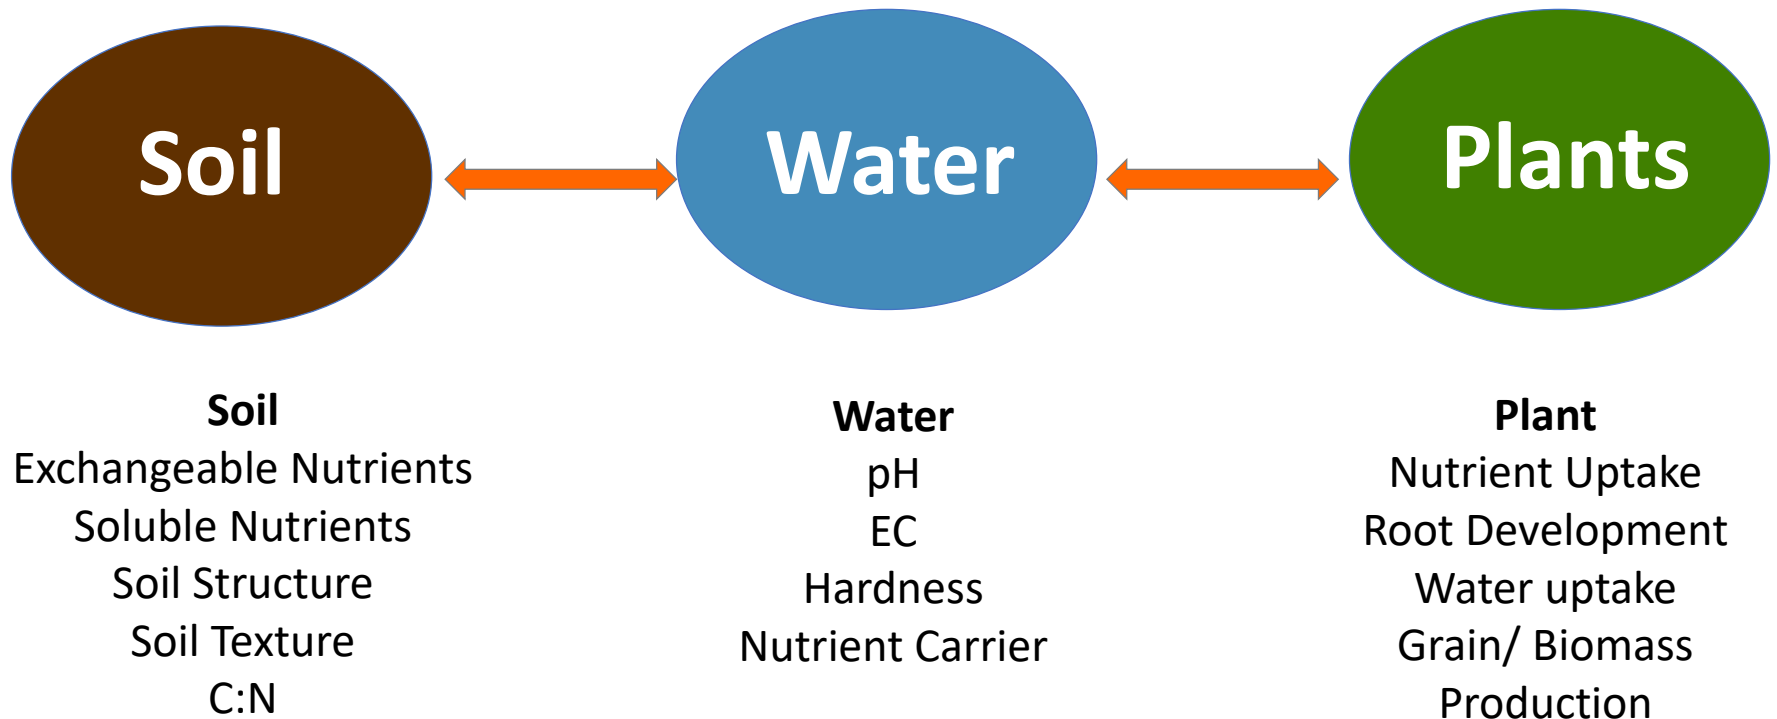 Soil
Water
Plants
Soil
Exchangeable Nutrients
Soluble Nutrients
Soil Structure
Soil Texture
C:N
Water
pH
EC
Hardness
Nutrient Carrier
Plant
Nutrient Uptake
Root Development
Water uptake
Grain/ Biomass
Production